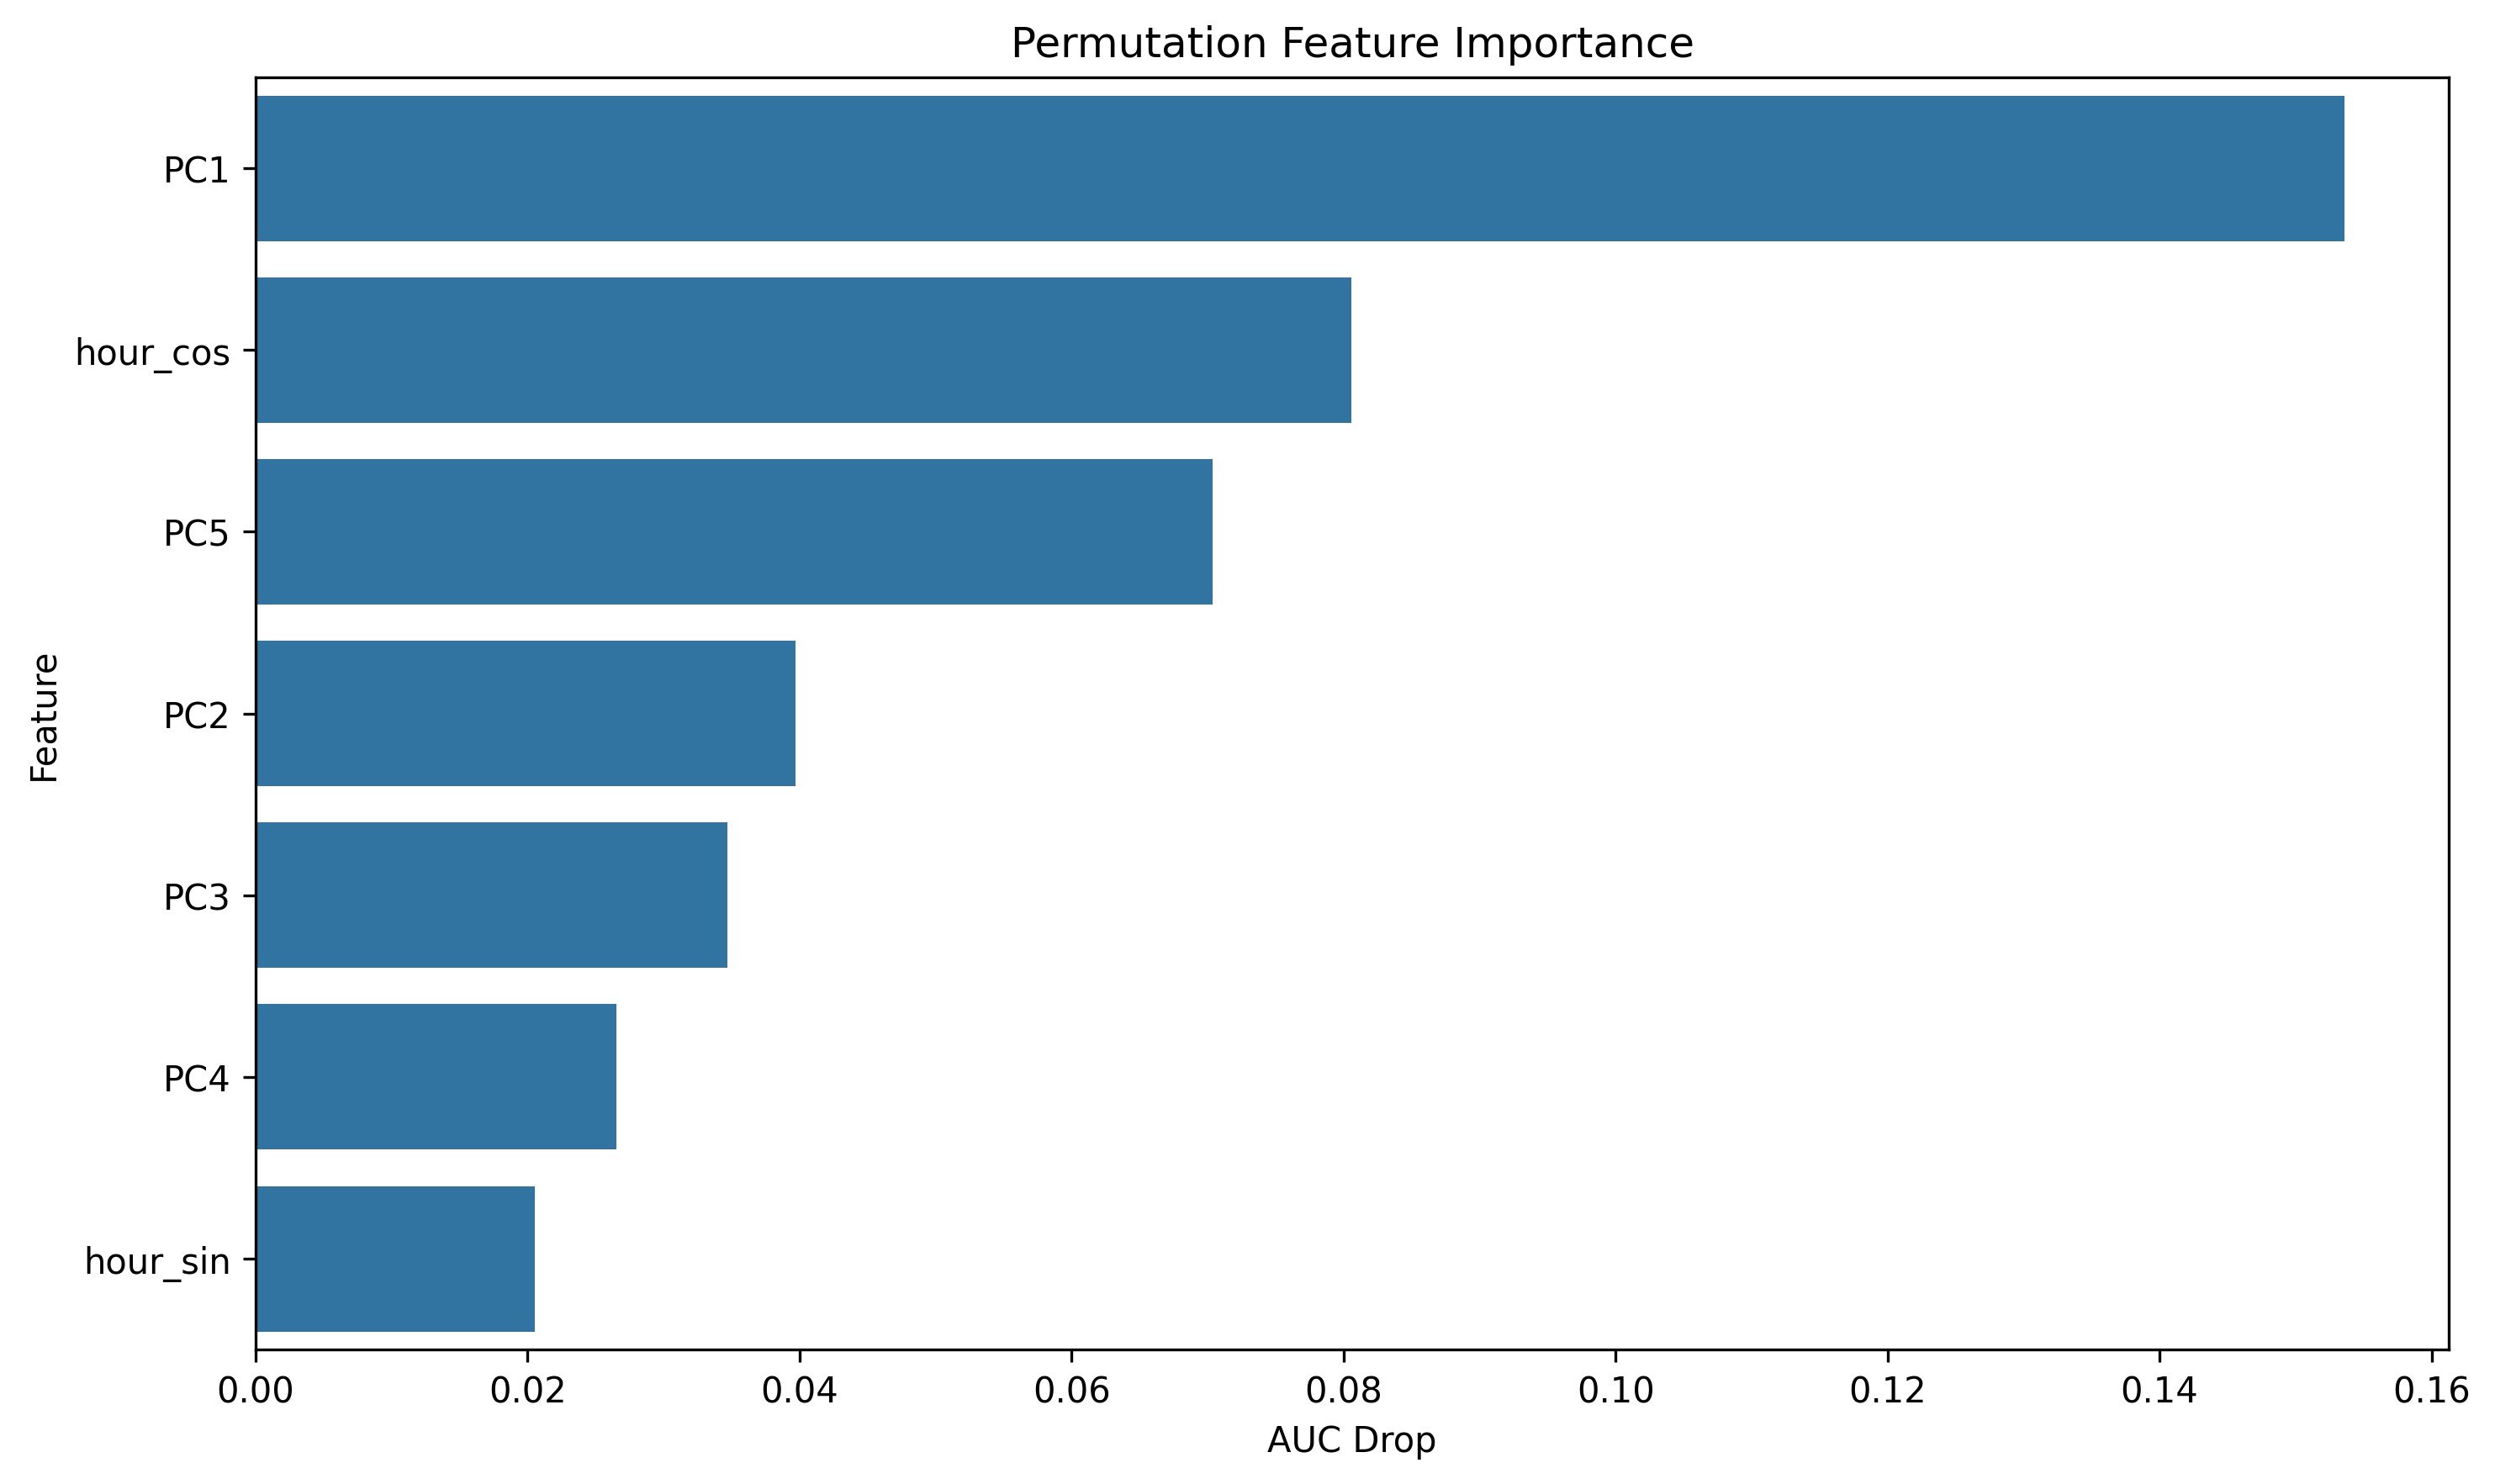 Permutation Feature Importance
PC1
hour_cos
PC5
PC2
PC3
PC4
hour_sin
Feature
0.00 0.02 0.04 0.06 0.08 0.10 0.12 0.14 0.16
AUC Drop